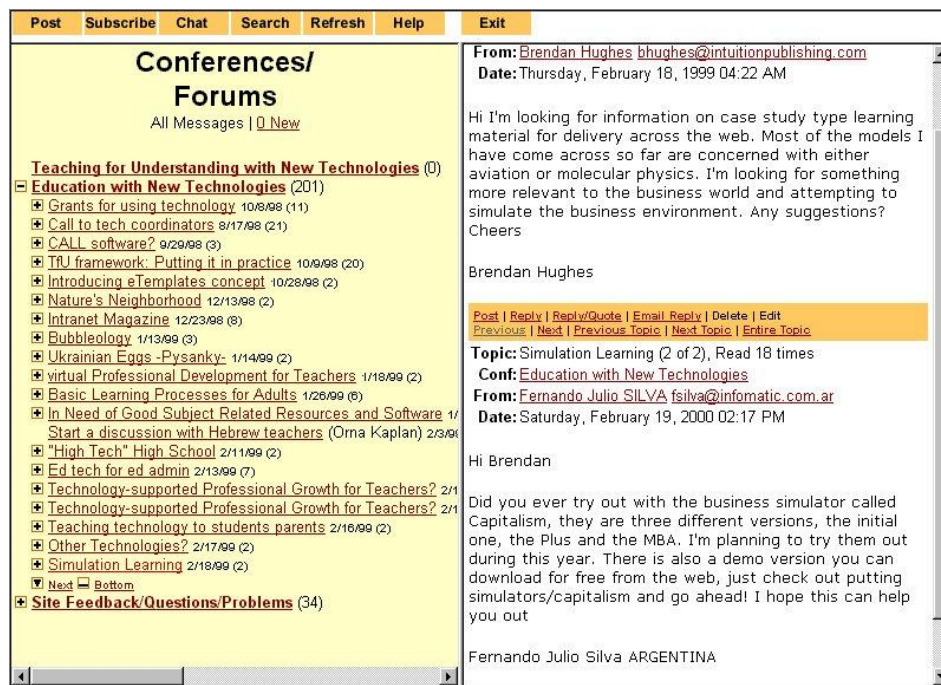 Post Subscribe Chat Search Refresh Help Exit
Conferences/
Forums
All Messages | 0 New
Teaching for Understanding with New Technologies (0)
Education with New Technologies (201)
Grants for using technology 10/8/98 (11)
Call to tech coordinators 8/17/98 (21)
CALL software? 9/29/98 (3)
TfU framework: Putting it in practice 10/9/98 (20)
Introducing eTemplates concept 10/28/98 (2)
Nature's Neighborhood 12/13/98 (2)
Intranet Magazine 12/23/98 (8)
Bubbleology 1/13/99 (3)
Ukrainian Eggs -Pysanky- 1/14/99 (2)
virtual Professional Development for Teachers 1/18/99 (2)
Basic Learning Processes for Adults 1/26/99 (6)
In Need of Good Subject Related Resources and Software 1/
Start a discussion with Hebrew teachers (Orna Kaplan) 2/3/99
"High Tech" High School 2/11/99 (2)
Ed tech for ed admin 2/13/99 (7)
Technology-supported Professional Growth for Teachers? 2/1
Technology-supported Professional Growth for Teachers? 2/1
Teaching technology to students parents 2/16/99 (2)
Other Technologies? 2/17/99 (2)
Simulation Learning 2/18/99 (2)
Next Bottom
Site Feedback/Questions/Problems (34)
From: Brendan Hughes bhughes@intuitionpublishing.com
Date: Thursday, February 18, 1999 04:22 AM
Hi I'm looking for information on case study type learning
material for delivery across the web. Most of the models I
have come across so far are concerned with either
aviation or molecular physics. I'm looking for something
more relevant to the business world and attempting to
simulate the business environment. Any suggestions?
Cheers
Brendan Hughes
Post | Reply | Reply/Quote | Email Reply | Delete | Edit
Previous | Next | Previous Topic | Next Topic | Entire Topic
Topic: Simulation Learning (2 of 2), Read 18 times
Conf: Education with New Technologies
From: Fernando Julio SILVA fsilva@infomatic.com.ar
Date: Saturday, February 19, 2000 02:17 PM
Hi Brendan
Did you ever try out with the business simulator called
Capitalism, they are three different versions, the initial
one, the Plus and the MBA. I'm planning to try them out
during this year. There is also a demo version you can
download for free from the web, just check out putting
simulators/capitalism and go ahead! I hope this can help
you out
Fernando Julio Silva ARGENTINA